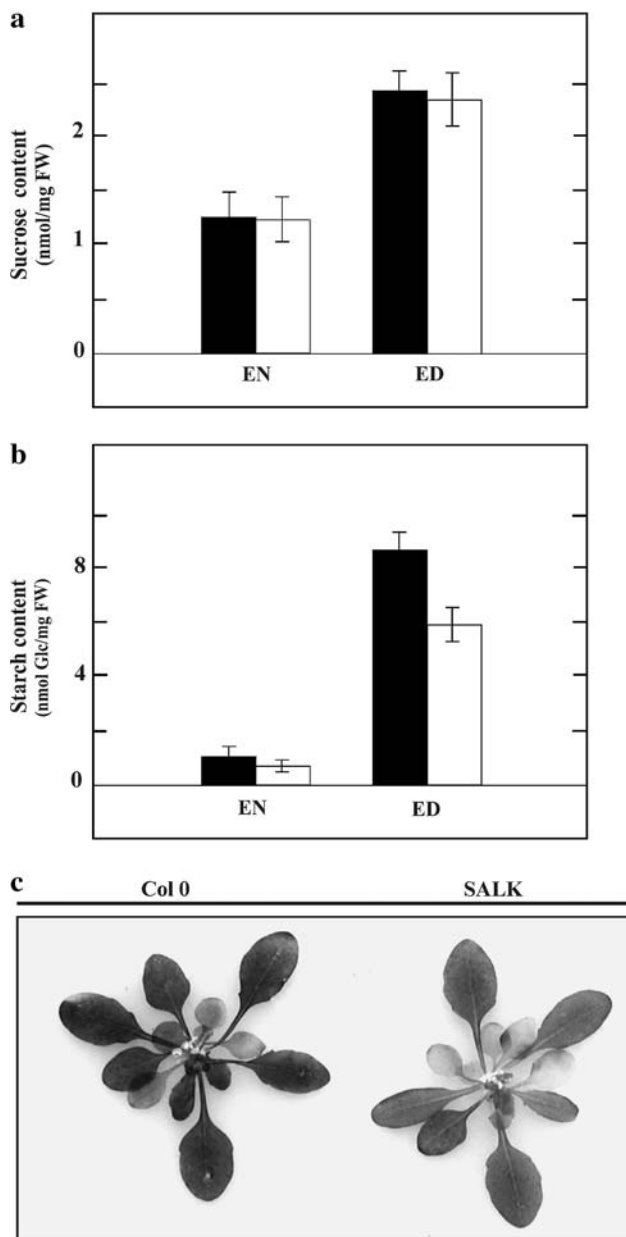 a
Sucrose content
(nmol/mg FW)
2
1
0
EN ED
b
Starch content
(nmol Glc/mg FW)
8
4
0
EN ED
c
Col 0 SALK